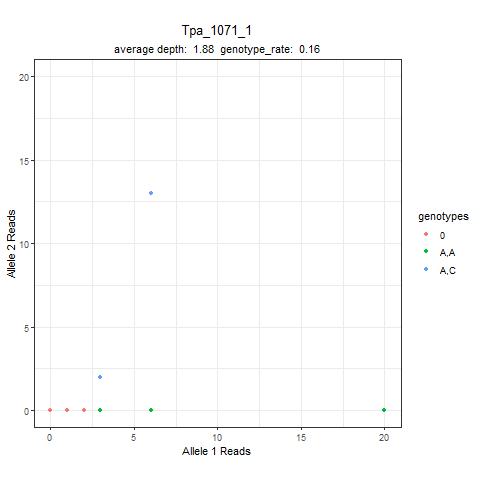 Tpa_1071_1
average depth:  1.88  genotype_rate:  0.16
20
15
10
5
0
Allele 2 Reads
0
5
10
15
20
Allele 1 Reads
genotypes
0
A,A
A,C